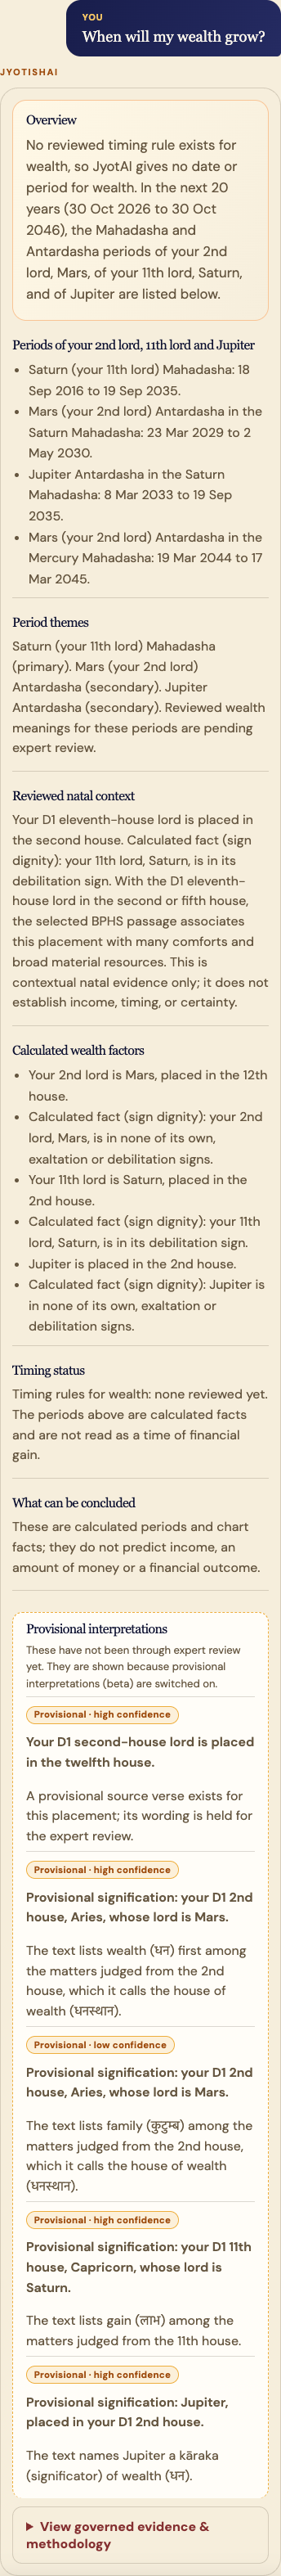 YOU
When will my wealth grow?
JYOTISHAI
Overview
No reviewed timing rule exists for
wealth, so JyotAI gives no date or
period for wealth. In the next 20
years (30 Oct 2026 to 30 Oct
2046), the Mahadasha and
Antardasha periods of your 2nd
lord, Mars, of your 11th lord, Saturn,
and of Jupiter are listed below.
Periods of your 2nd lord, 11th lord and Jupiter
• Saturn (your 11th lord) Mahadasha: 18
Sep 2016 to 19 Sep 2035.
• Mars (your 2nd lord) Antardasha in the
Saturn Mahadasha: 23 Mar 2029 to 2
May 2030.
• Jupiter Antardasha in the Saturn
Mahadasha: 8 Mar 2033 to 19 Sep
2035.
• Mars (your 2nd lord) Antardasha in the
Mercury Mahadasha: 19 Mar 2044 to 17
Mar 2045.
Period themes
Saturn (your 11th lord) Mahadasha
(primary). Mars (your 2nd lord)
Antardasha (secondary). Jupiter
Antardasha (secondary). Reviewed wealth
meanings for these periods are pending
expert review.
Reviewed natal context
Your D1 eleventh-house lord is placed
in the second house. Calculated fact (sign
dignity): your 11th lord, Saturn, is in its
debilitation sign. With the D1 eleventh-
house lord in the second or fifth house,
the selected BPHS passage associates
this placement with many comforts and
broad material resources. This is
contextual natal evidence only; it does not
establish income, timing, or certainty.
Calculated wealth factors
• Your 2nd lord is Mars, placed in the 12th
house.
• Calculated fact (sign dignity): your 2nd
lord, Mars, is in none of its own,
exaltation or debilitation signs.
• Your 11th lord is Saturn, placed in the
2nd house.
• Calculated fact (sign dignity): your 11th
lord, Saturn, is in its debilitation sign.
• Jupiter is placed in the 2nd house.
• Calculated fact (sign dignity): Jupiter is
in none of its own, exaltation or
debilitation signs.
Timing status
Timing rules for wealth: none reviewed yet.
The periods above are calculated facts
and are not read as a time of financial
gain.
What can be concluded
These are calculated periods and chart
facts; they do not predict income, an
amount of money or a financial outcome.
Provisional interpretations
These have not been through expert review
yet. They are shown because provisional
interpretations (beta) are switched on.
Provisional · high confidence
Your D1 second-house lord is placed
in the twelfth house.
A provisional source verse exists for
this placement; its wording is held for
the expert review.
Provisional · high confidence
Provisional signification: your D1 2nd
house, Aries, whose lord is Mars.
The text lists wealth (धन) first among
the matters judged from the 2nd
house, which it calls the house of
wealth (धनस्थान).
Provisional · low confidence
Provisional signification: your D1 2nd
house, Aries, whose lord is Mars.
The text lists family (कुटुम्ब) among the
matters judged from the 2nd house,
which it calls the house of wealth
(धनस्थान).
Provisional · high confidence
Provisional signification: your D1 11th
house, Capricorn, whose lord is
Saturn.
The text lists gain (लाभ) among the
matters judged from the 11th house.
Provisional · high confidence
Provisional signification: Jupiter,
placed in your D1 2nd house.
The text names Jupiter a kāraka
(significator) of wealth (धन).
▶ View governed evidence &
methodology